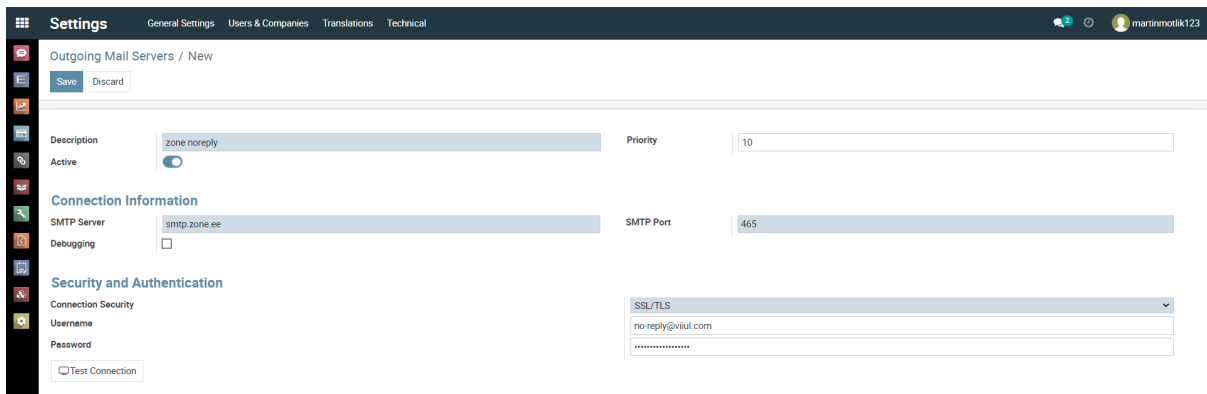 Settings General Settings Users & Companies Translations Technical 2 martinmotlik123
Outgoing Mail Servers / New
Save Discard
Description zone noreply Priority 10
Active
Connection Information
SMTP Server smtp.zone.ee SMTP Port 465
Debugging
Security and Authentication
Connection Security SSL/TLS
Username no-reply@viiul.com
Password ••••••••••••••••••
Test Connection